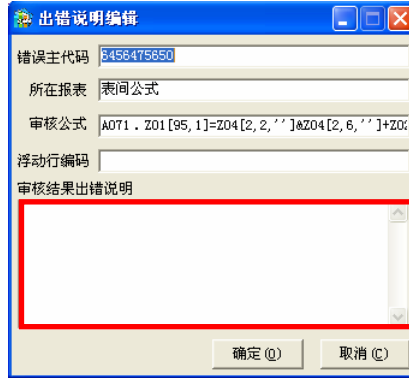 出错说明编辑
错误主代码 6456475650
所在报表 表间公式
审核公式 A071．Z01[95,1]=Z04[2,2,'']&Z04[2,6,'']+Z02
浮动行编码
审核结果出错说明
确定(O) 取消(C)